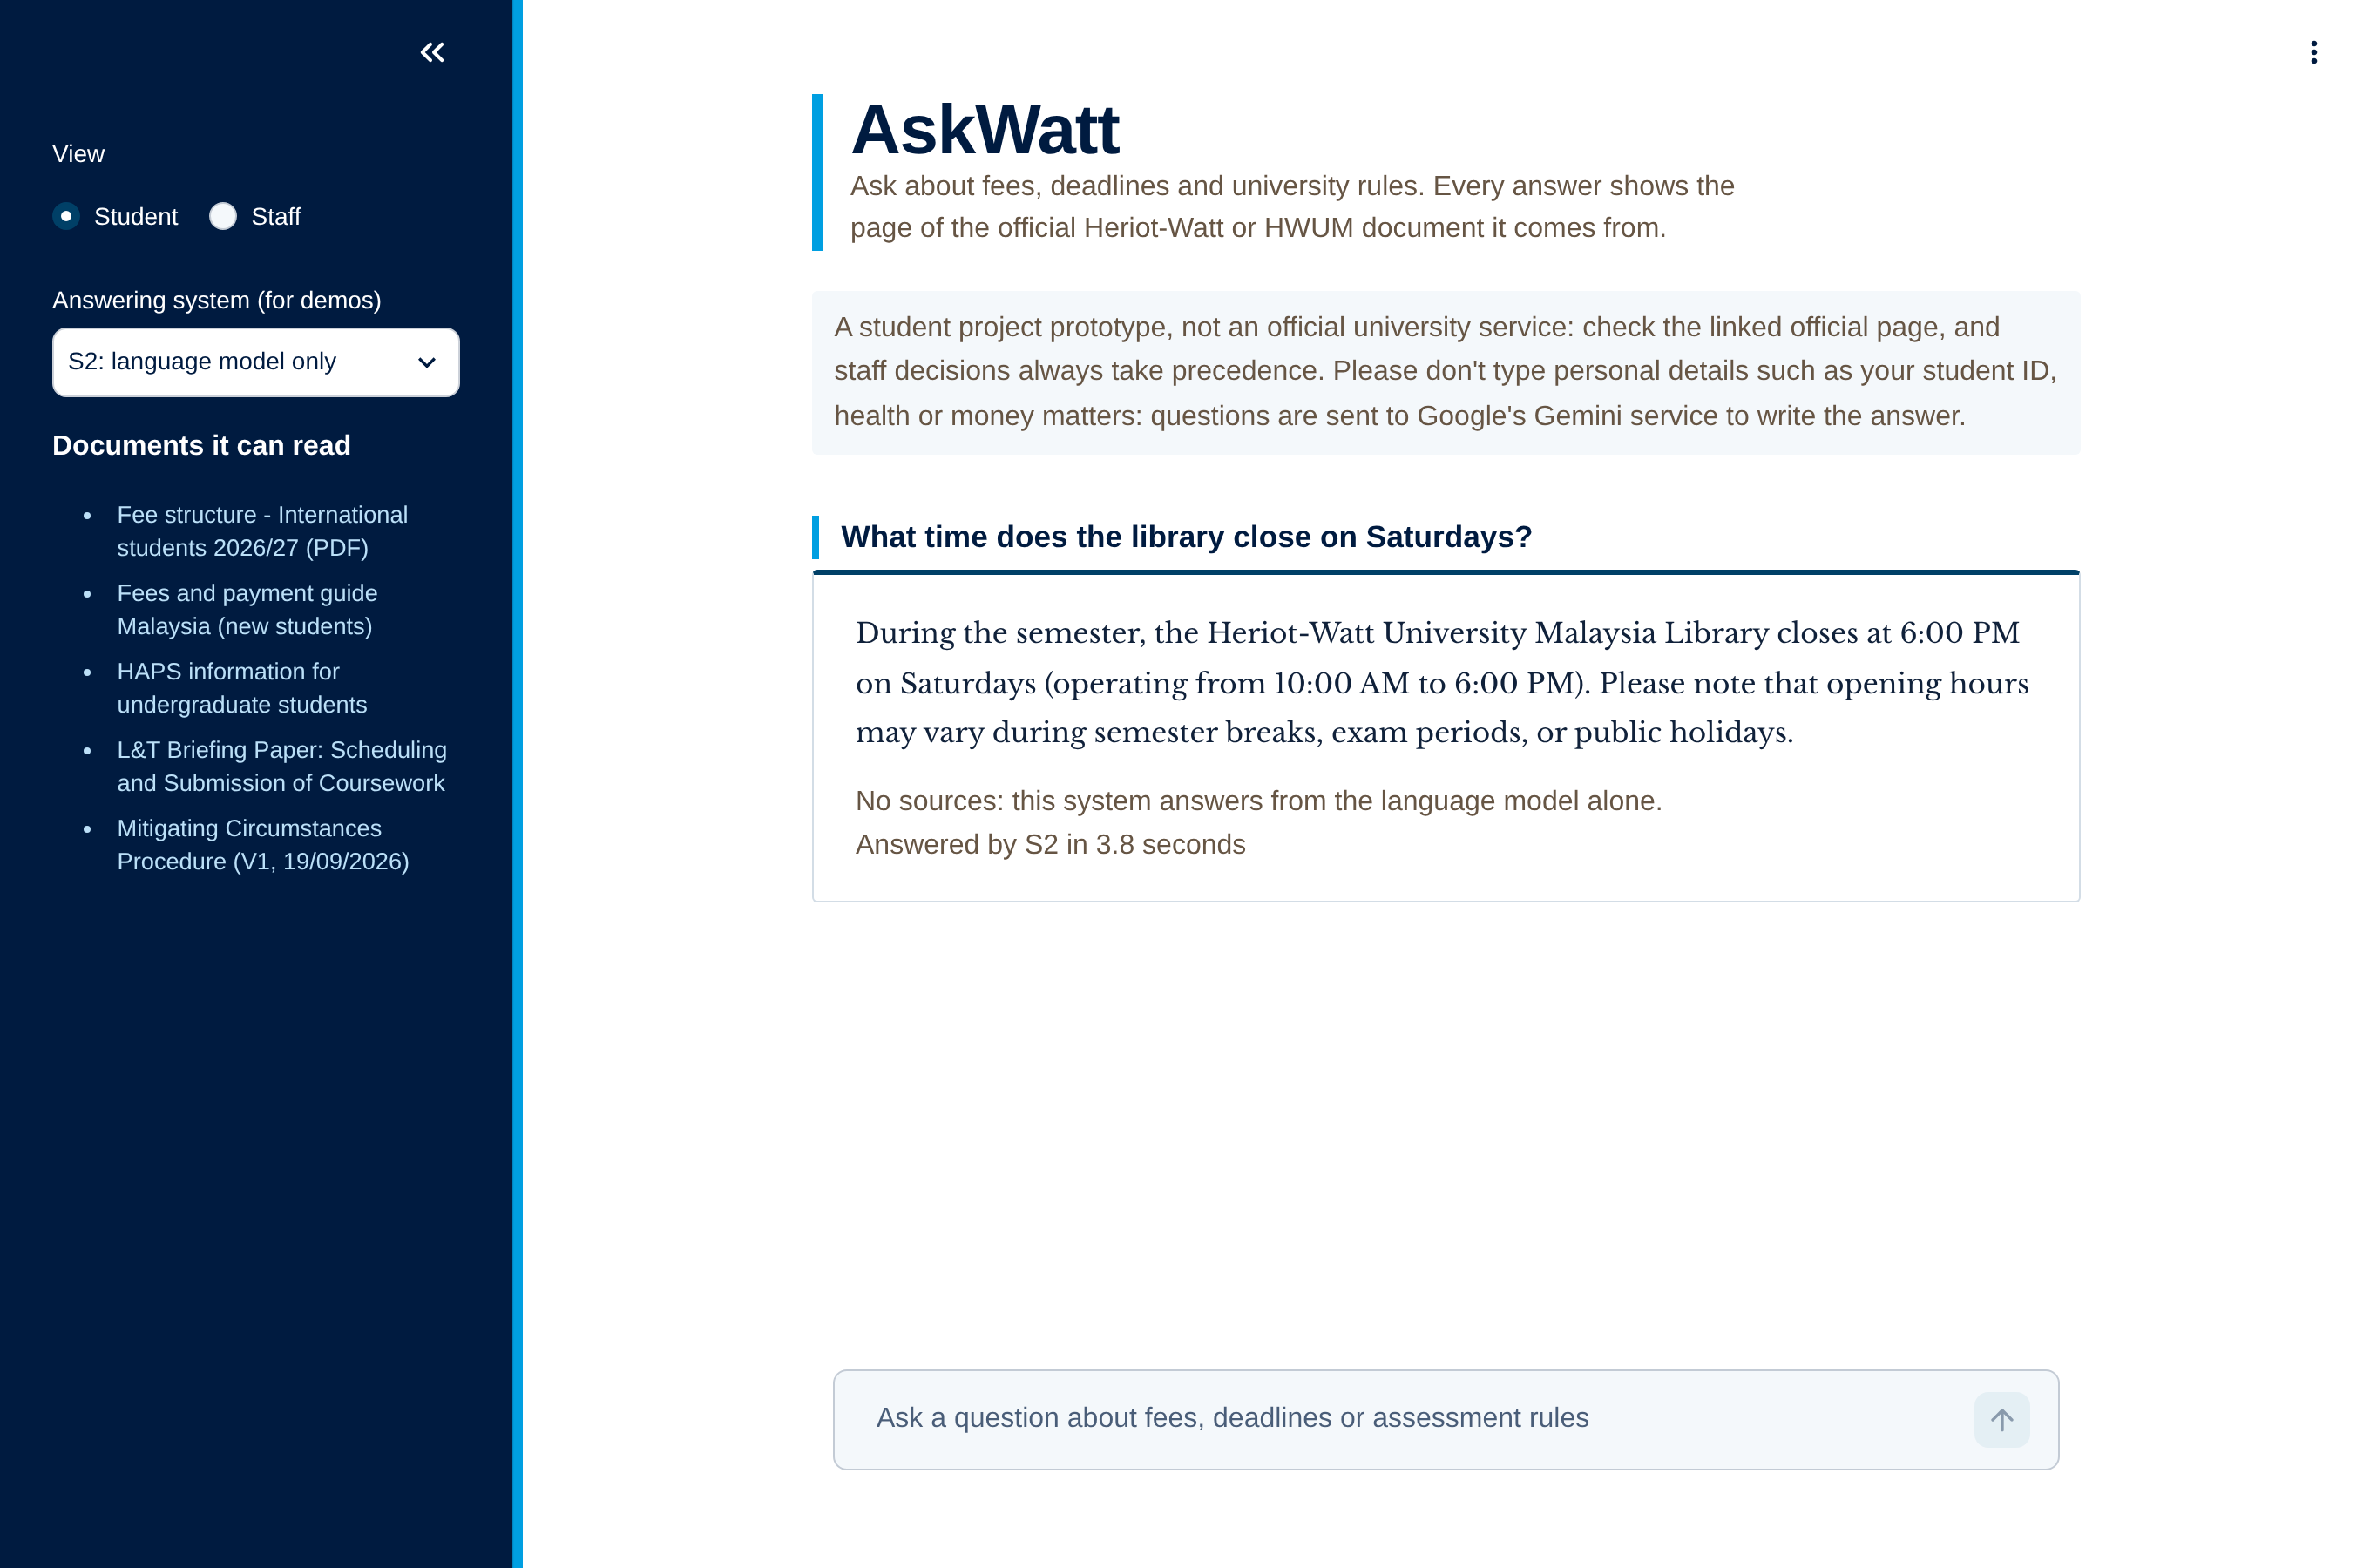 View
Student
Staff
Answering system (for demos)
S2: language model only
Documents it can read
Fee structure - International
students 2026/27 (PDF)
Fees and payment guide
Malaysia (new students)
HAPS information for
undergraduate students
L&T Briefing Paper: Scheduling
and Submission of Coursework
Mitigating Circumstances
Procedure (V1, 19/09/2026)
AskWatt
Ask about fees, deadlines and university rules. Every answer shows the
page of the official Heriot-Watt or HWUM document it comes from.
A student project prototype, not an official university service: check the linked official page, and
staff decisions always take precedence. Please don't type personal details such as your student ID,
health or money matters: questions are sent to Google's Gemini service to write the answer.
What time does the library close on Saturdays?
During the semester, the Heriot-Watt University Malaysia Library closes at 6:00 PM
on Saturdays (operating from 10:00 AM to 6:00 PM). Please note that opening hours
may vary during semester breaks, exam periods, or public holidays.
No sources: this system answers from the language model alone.
Answered by S2 in 3.8 seconds
Ask a question about fees, deadlines or assessment rules